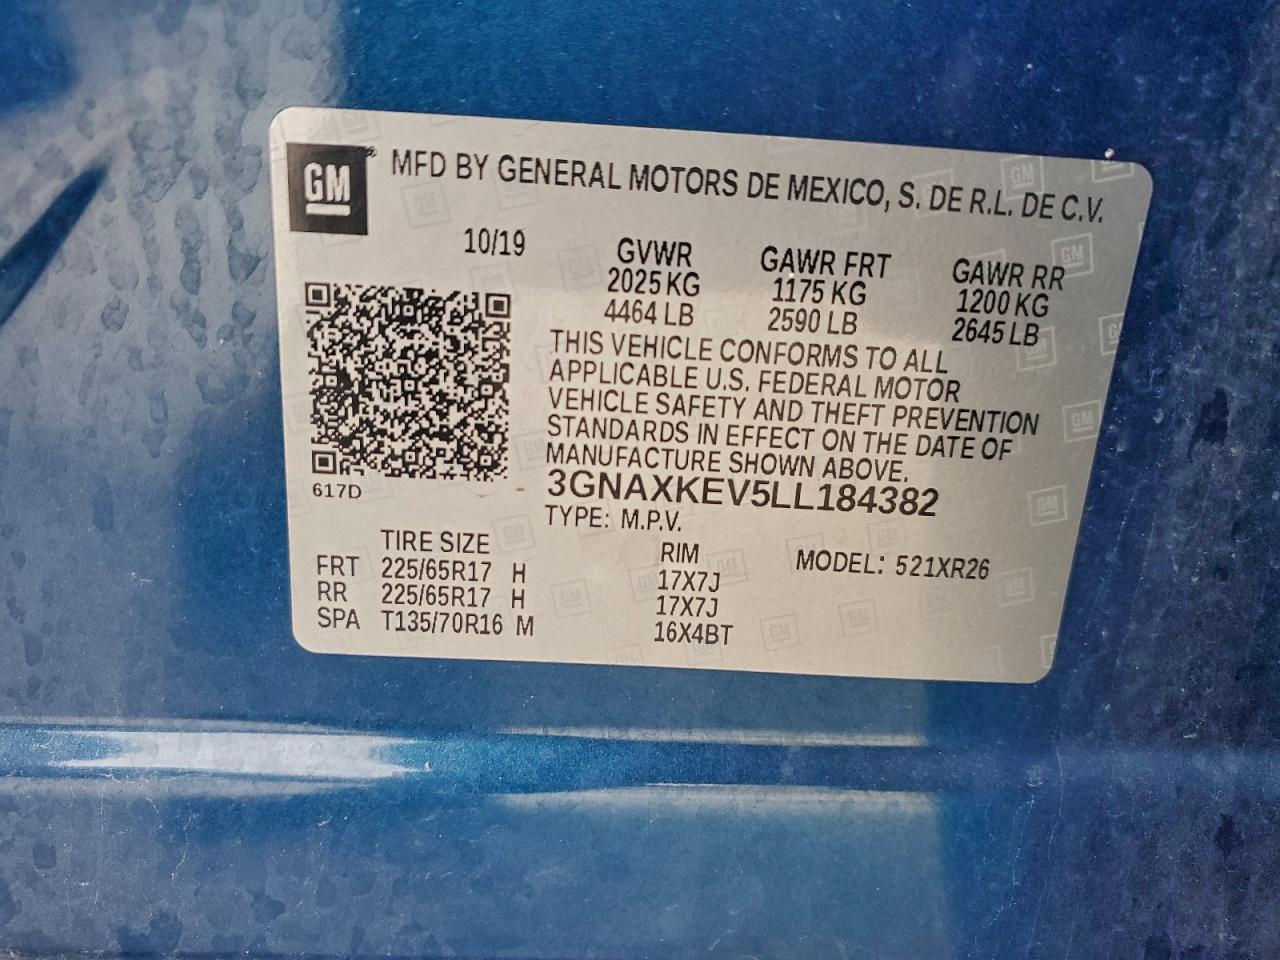 GM
® MFD BY GENERAL MOTORS DE MEXICO, S. DE R.L. DE C.V.
10/19
GVWR
2025 KG
4464 LB
GAWR FRT
1175 KG
2590 LB
GAWR RR
1200 KG
2645 LB
THIS VEHICLE CONFORMS TO ALL
APPLICABLE U.S. FEDERAL MOTOR
VEHICLE SAFETY AND THEFT PREVENTION
STANDARDS IN EFFECT ON THE DATE OF
MANUFACTURE SHOWN ABOVE.
3GNAXKEV5LL184382
617D
TYPE: M.P.V.
TIRE SIZE RIM MODEL: 521XR26
FRT 225/65R17 H 17X7J
RR 225/65R17 H 17X7J
SPA T135/70R16 M 16X4BT